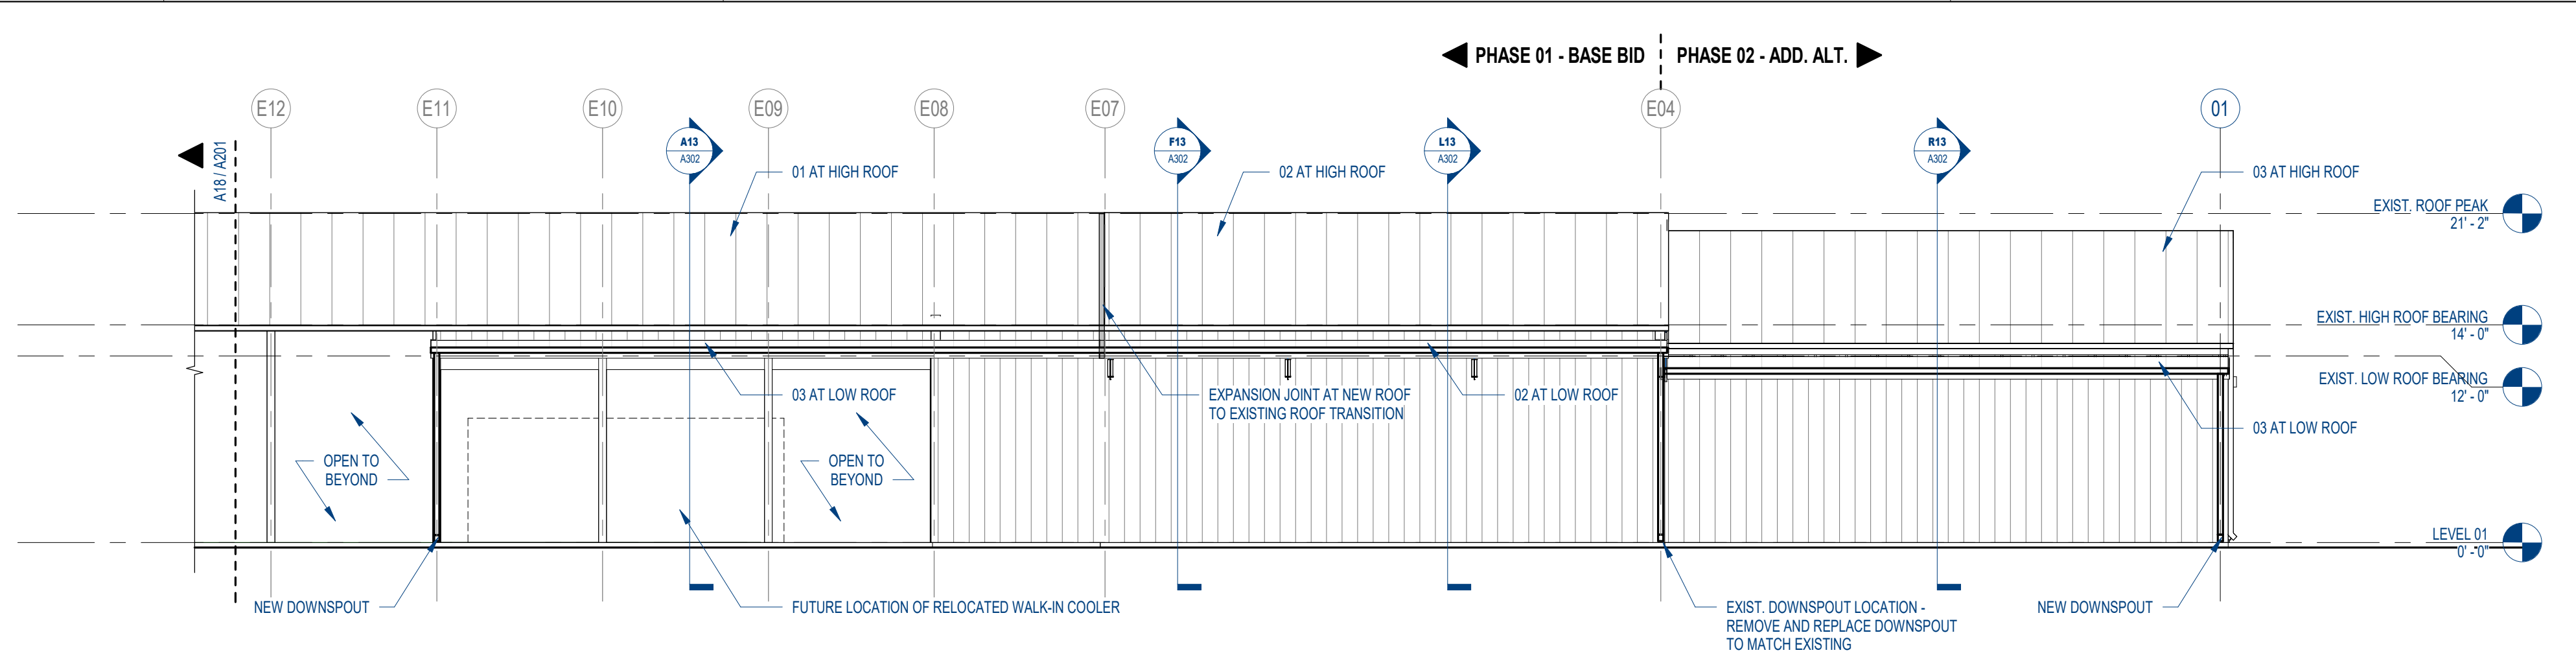 PHASE 01 - BASE BID
PHASE 02 - ADD. ALT.
E12
E11
E10
E09
E08
E07
E04
01
A18 / A201
A13
A302
F13
A302
L13
A302
R13
A302
01 AT HIGH ROOF
02 AT HIGH ROOF
03 AT HIGH ROOF
EXIST. ROOF PEAK
21' - 2"
EXIST. HIGH ROOF BEARING
14' - 0"
EXIST. LOW ROOF BEARING
12' - 0"
03 AT LOW ROOF
EXPANSION JOINT AT NEW ROOF
TO EXISTING ROOF TRANSITION
02 AT LOW ROOF
03 AT LOW ROOF
OPEN TO
BEYOND
OPEN TO
BEYOND
LEVEL 01
0' - 0"
NEW DOWNSPOUT
FUTURE LOCATION OF RELOCATED WALK-IN COOLER
EXIST. DOWNSPOUT LOCATION -
REMOVE AND REPLACE DOWNSPOUT
TO MATCH EXISTING
NEW DOWNSPOUT